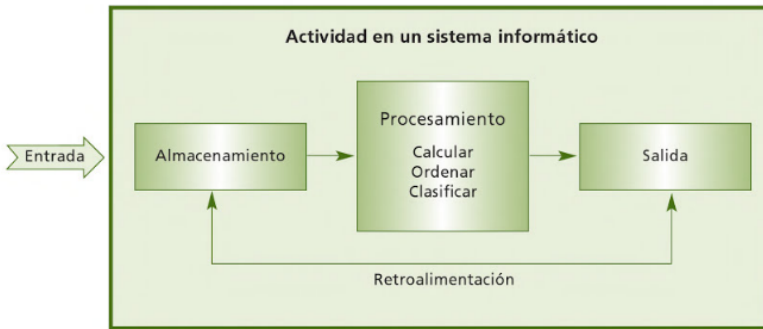 Actividad en un sistema informático
Entrada
Almacenamiento
Procesamiento
Calcular
Ordenar
Clasificar
Salida
Retroalimentación